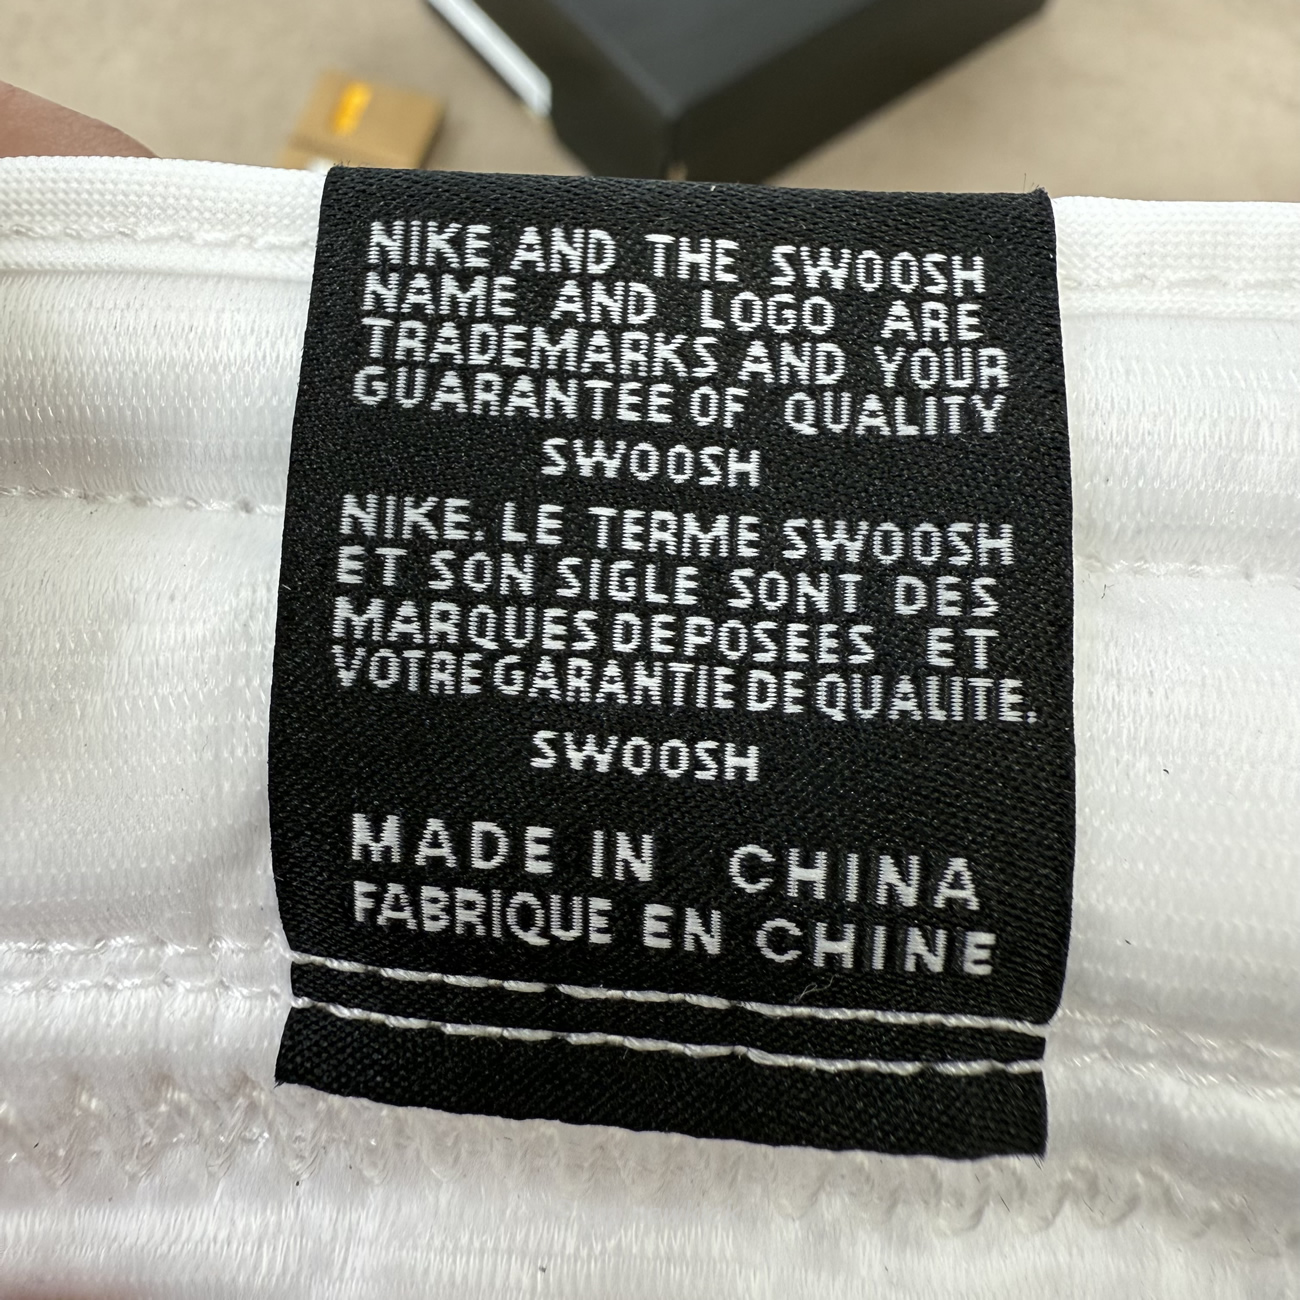 NIKE AND THE SWOOSH
NAME AND LOGO ARE
TRADEMARKS AND YOUR
GUARANTEE OF QUALITY
SWOOSH
NIKE. LE TERME SWOOSH
ET SON SIGLE SONT DES
MARQUES DEPOSEES ET
VOTRE GARANTIE DE QUALITE.
SWOOSH
MADE IN CHINA
FABRIQUE EN CHINE